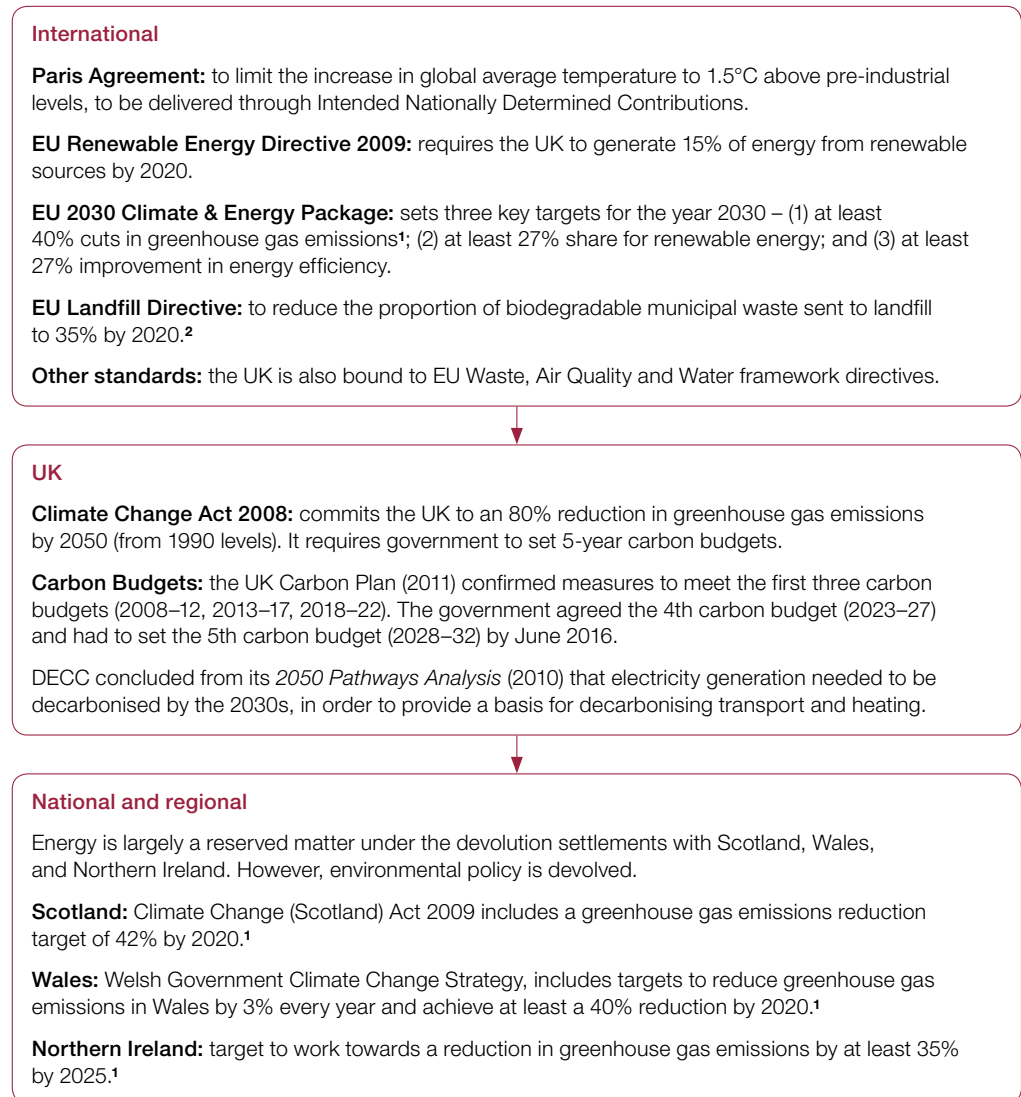 International
Paris Agreement: to limit the increase in global average temperature to 1.5°C above pre-industrial
levels, to be delivered through Intended Nationally Determined Contributions.
EU Renewable Energy Directive 2009: requires the UK to generate 15% of energy from renewable
sources by 2020.
EU 2030 Climate & Energy Package: sets three key targets for the year 2030 – (1) at least
40% cuts in greenhouse gas emissions¹; (2) at least 27% share for renewable energy; and (3) at least
27% improvement in energy efficiency.
EU Landfill Directive: to reduce the proportion of biodegradable municipal waste sent to landfill
to 35% by 2020.²
Other standards: the UK is also bound to EU Waste, Air Quality and Water framework directives.
UK
Climate Change Act 2008: commits the UK to an 80% reduction in greenhouse gas emissions
by 2050 (from 1990 levels). It requires government to set 5-year carbon budgets.
Carbon Budgets: the UK Carbon Plan (2011) confirmed measures to meet the first three carbon
budgets (2008–12, 2013–17, 2018–22). The government agreed the 4th carbon budget (2023–27)
and had to set the 5th carbon budget (2028–32) by June 2016.
DECC concluded from its 2050 Pathways Analysis (2010) that electricity generation needed to be
decarbonised by the 2030s, in order to provide a basis for decarbonising transport and heating.
National and regional
Energy is largely a reserved matter under the devolution settlements with Scotland, Wales,
and Northern Ireland. However, environmental policy is devolved.
Scotland: Climate Change (Scotland) Act 2009 includes a greenhouse gas emissions reduction
target of 42% by 2020.¹
Wales: Welsh Government Climate Change Strategy, includes targets to reduce greenhouse gas
emissions in Wales by 3% every year and achieve at least a 40% reduction by 2020.¹
Northern Ireland: target to work towards a reduction in greenhouse gas emissions by at least 35%
by 2025.¹